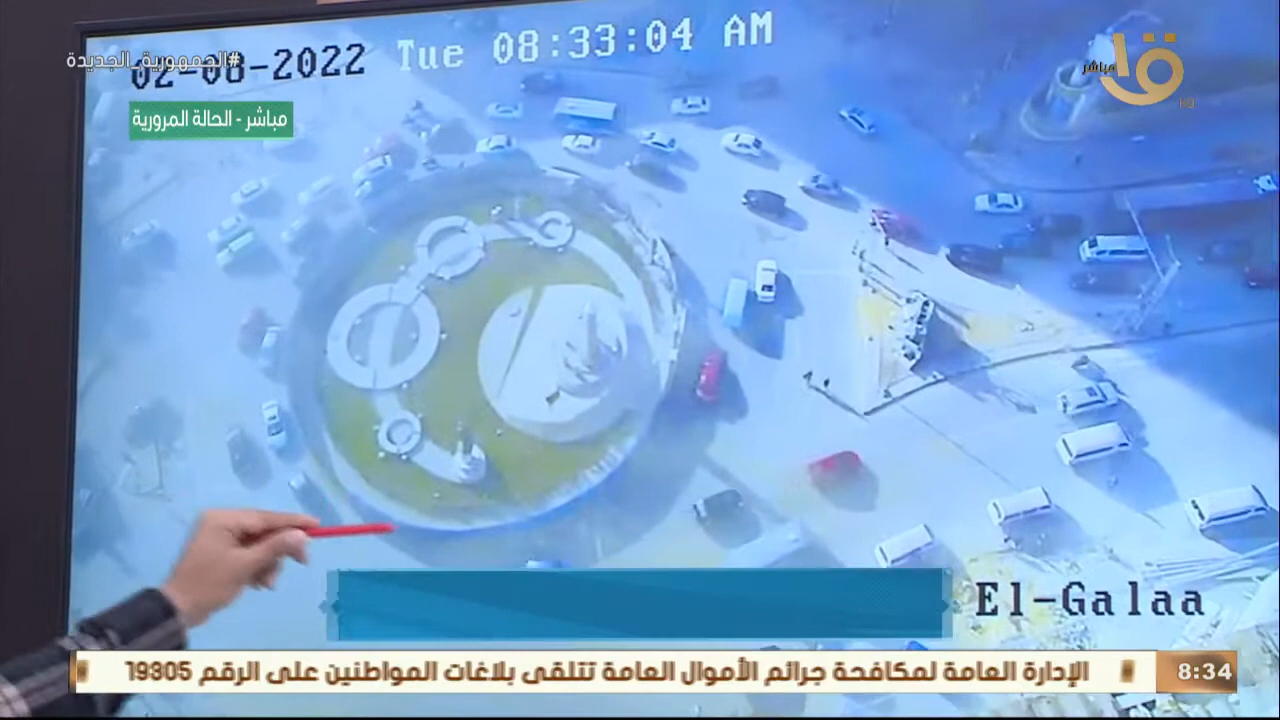 02-08-2022 Tue 08:33:04 AM
#الجمهورية_الجديدة
مباشر
مباشر - الحالة المرورية
El-Galaa
الإدارة العامة لمكافحة جرائم الأموال العامة تتلقى بلاغات المواطنين على الرقم 19805
8:34